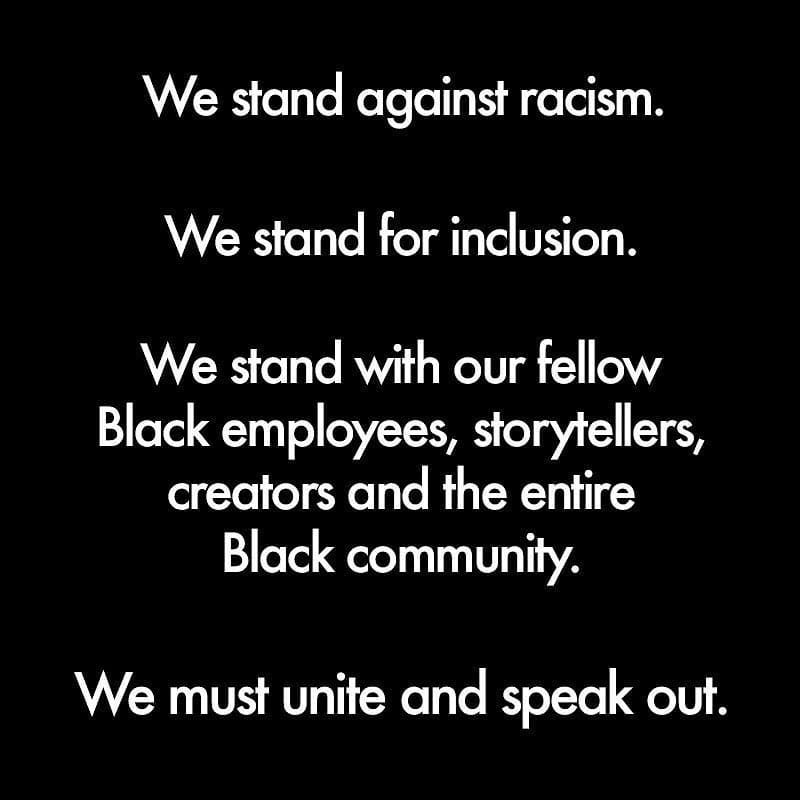 We stand against racism.
We stand for inclusion.
We stand with our fellow
Black employees, storytellers,
creators and the entire
Black community.
We must unite and speak out.